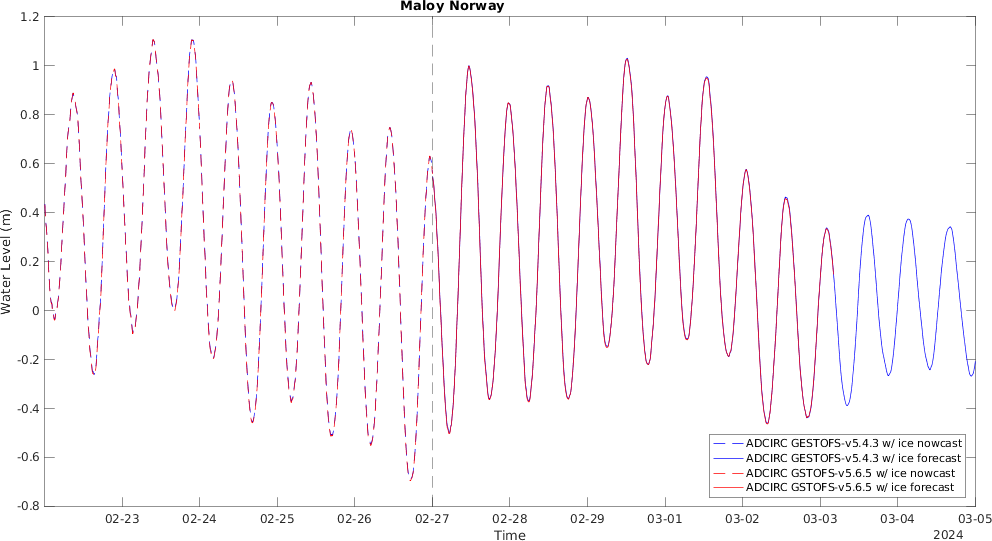 Maloy Norway
Water Level (m)
1.2
1
0.8
0.6
0.4
0.2
0
-0.2
-0.4
-0.6
-0.8
ADCIRC GESTOFS-v5.4.3 w/ ice nowcast
ADCIRC GESTOFS-v5.4.3 w/ ice forecast
ADCIRC GSTOFS-v5.6.5 w/ ice nowcast
ADCIRC GSTOFS-v5.6.5 w/ ice forecast
02-23 02-24 02-25 02-26 02-27 02-28 02-29 03-01 03-02 03-03 03-04 03-05
Time
2024